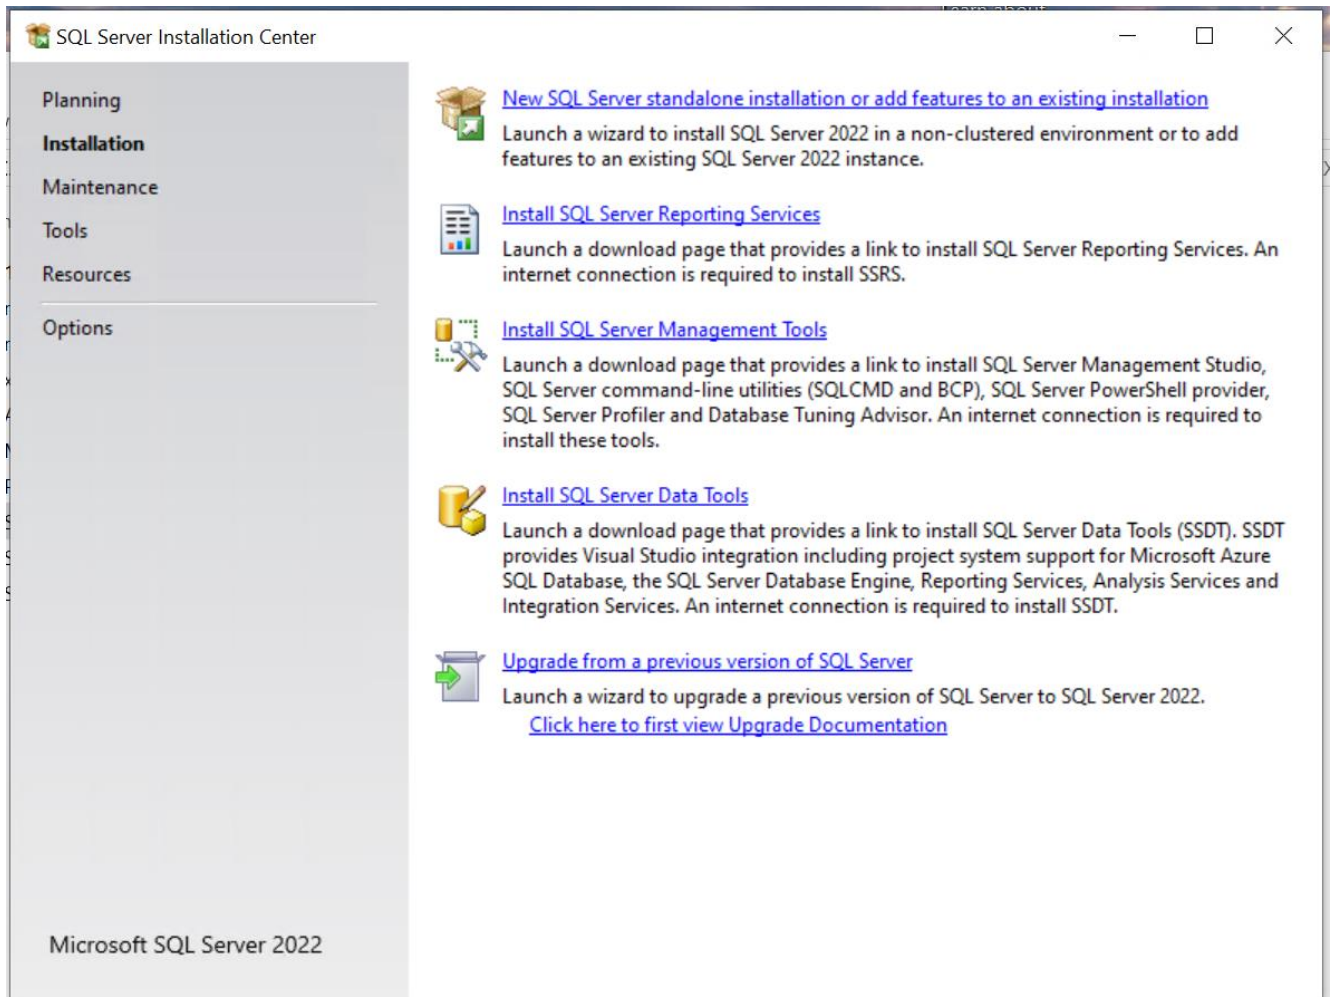 Learn about
SQL Server Installation Center
Planning
Installation
Maintenance
Tools
Resources
Options
Microsoft SQL Server 2022
New SQL Server standalone installation or add features to an existing installation
Launch a wizard to install SQL Server 2022 in a non-clustered environment or to add
features to an existing SQL Server 2022 instance.
Install SQL Server Reporting Services
Launch a download page that provides a link to install SQL Server Reporting Services. An
internet connection is required to install SSRS.
Install SQL Server Management Tools
Launch a download page that provides a link to install SQL Server Management Studio,
SQL Server command-line utilities (SQLCMD and BCP), SQL Server PowerShell provider,
SQL Server Profiler and Database Tuning Advisor. An internet connection is required to
install these tools.
Install SQL Server Data Tools
Launch a download page that provides a link to install SQL Server Data Tools (SSDT). SSDT
provides Visual Studio integration including project system support for Microsoft Azure
SQL Database, the SQL Server Database Engine, Reporting Services, Analysis Services and
Integration Services. An internet connection is required to install SSDT.
Upgrade from a previous version of SQL Server
Launch a wizard to upgrade a previous version of SQL Server to SQL Server 2022.
Click here to first view Upgrade Documentation